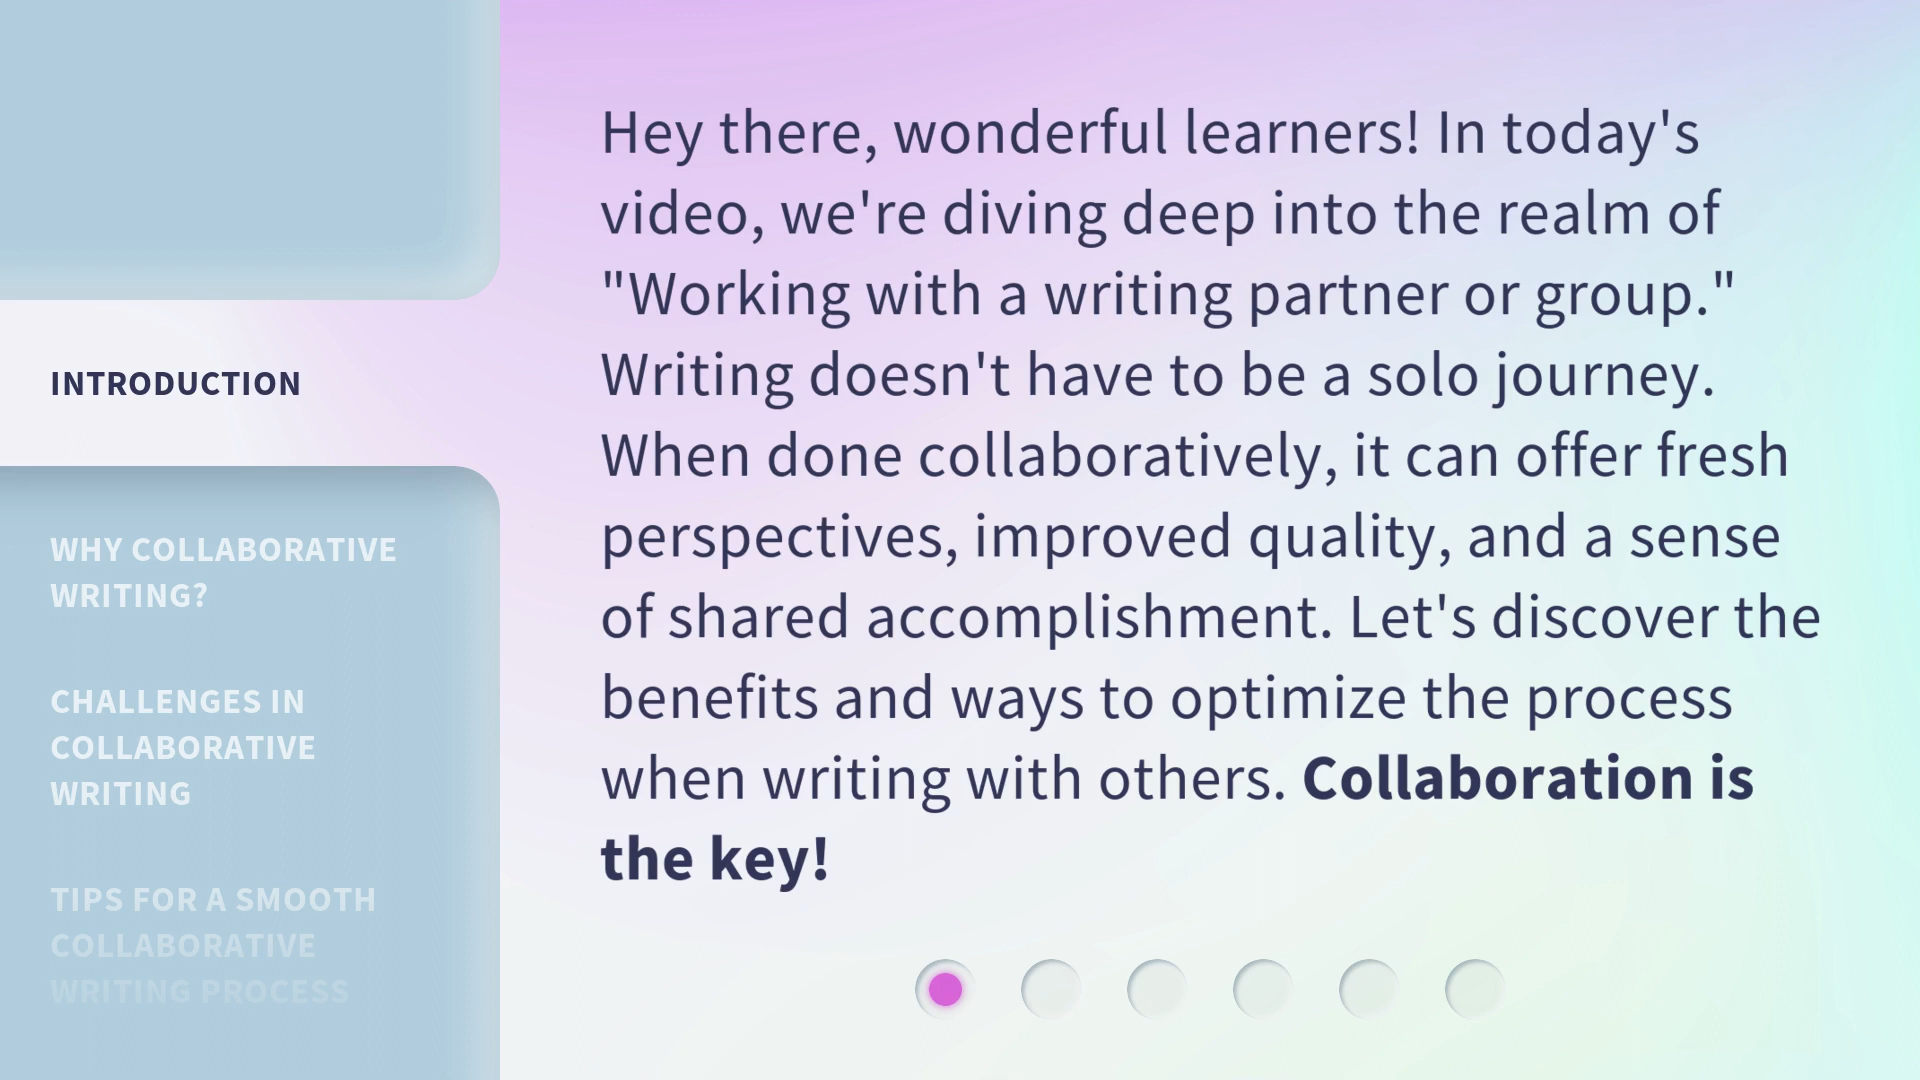 INTRODUCTION
WHY COLLABORATIVE
WRITING?
CHALLENGES IN
COLLABORATIVE
WRITING
TIPS FOR A SMOOTH
COLLABORATIVE
WRITING PROCESS
Hey there, wonderful learners! In today's
video, we're diving deep into the realm of
"Working with a writing partner or group."
Writing doesn't have to be a solo journey.
When done collaboratively, it can offer fresh
perspectives, improved quality, and a sense
of shared accomplishment. Let's discover the
benefits and ways to optimize the process
when writing with others. Collaboration is
the key!